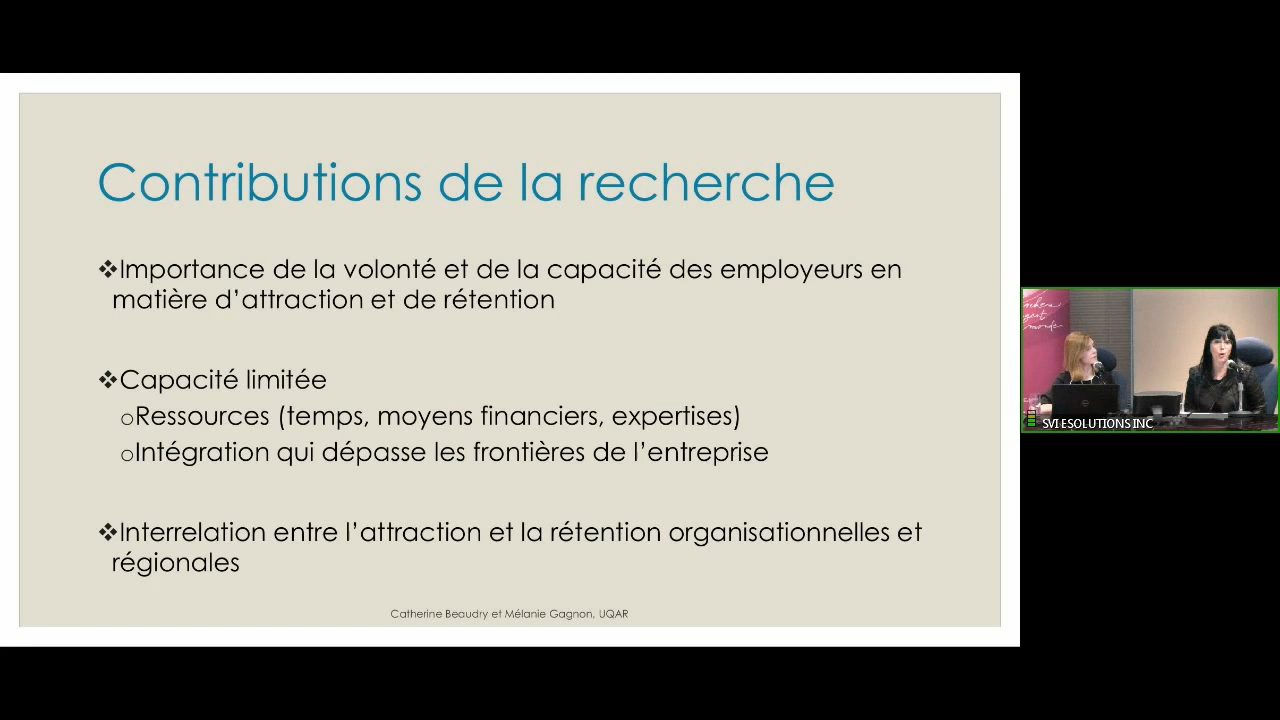 Contributions de la recherche
❖Importance de la volonté et de la capacité des employeurs en
matière d’attraction et de rétention
❖Capacité limitée
oRessources (temps, moyens financiers, expertises)
oIntégration qui dépasse les frontières de l’entreprise
❖Interrelation entre l’attraction et la rétention organisationnelles et
régionales
Catherine Beaudry et Mélanie Gagnon, UQAR
monde
SVI ESOLUTIONS INC